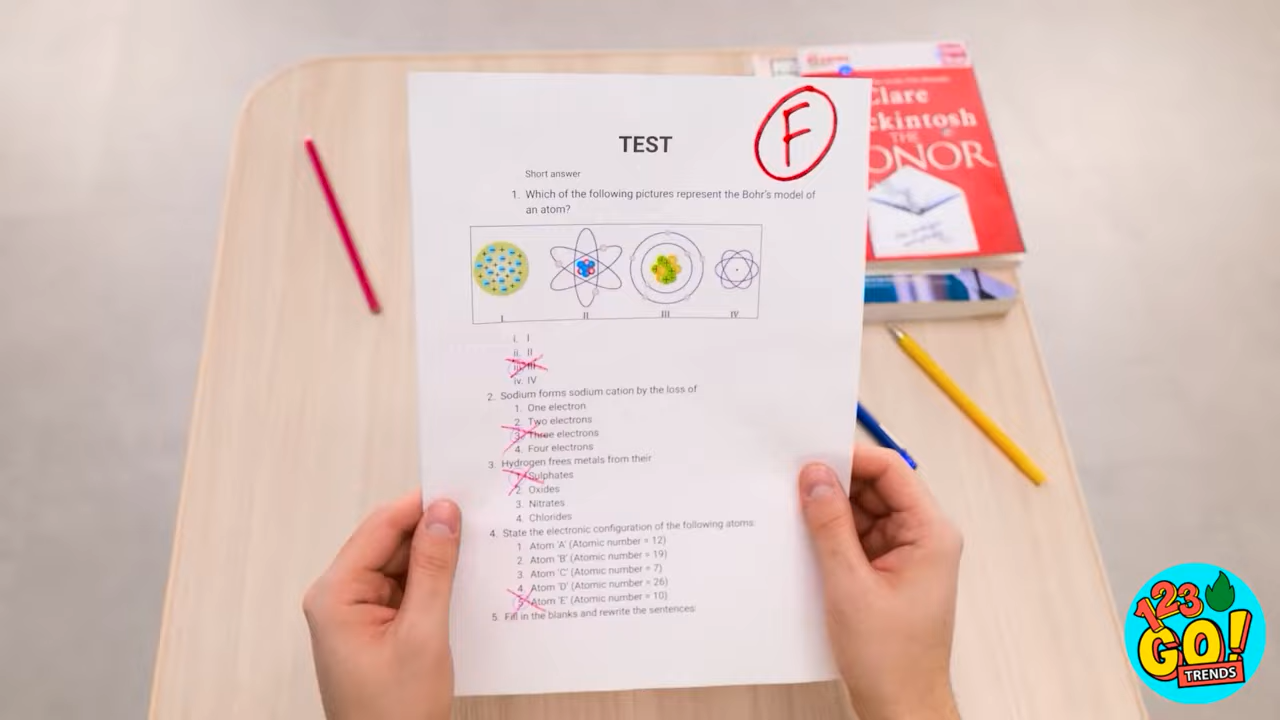 F
TEST
Short answer
1. Which of the following pictures represent the Bohr's model of
an atom?
I II III IV
i. I
ii. II
iii. III
iv. IV
2. Sodium forms sodium cation by the loss of
1. One electron
2. Two electrons
3. Three electrons
4. Four electrons
3. Hydrogen frees metals from their
1. Sulphates
2. Oxides
3. Nitrates
4. Chlorides
4. State the electronic configuration of the following atoms:
1 Atom 'A' (Atomic number = 12)
2. Atom 'B' (Atomic number = 19)
3. Atom 'C' (Atomic number = 7)
4. Atom 'D' (Atomic number = 26)
5. Atom 'E' (Atomic number = 10)
5. Fill in the blanks and rewrite the sentences:
Clare
ckintosh
THE
ONOR
123
GO!
TRENDS